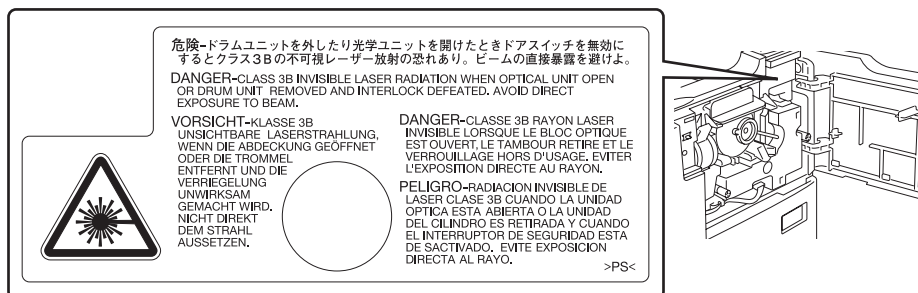 危険-ドラムユニットを外したり光学ユニットを開けたときドアスイッチを無効に
するとクラス3Bの不可視レーザー放射の恐れあり。ビームの直接暴露を避けよ。
DANGER-CLASS 3B INVISIBLE LASER RADIATION WHEN OPTICAL UNIT OPEN
OR DRUM UNIT REMOVED AND INTERLOCK DEFEATED. AVOID DIRECT
EXPOSURE TO BEAM.
VORSICHT-KLASSE 3B
UNSICHTBARE LASERSTRAHLUNG,
WENN DIE ABDECKUNG GEÖFFNET
ODER DIE TROMMEL
ENTFERNT UND DIE
VERRIEGELUNG
UNWIRKSAM
GEMACHT WIRD.
NICHT DIREKT
DEM STRAHL
AUSSETZEN.
DANGER-CLASSE 3B RAYON LASER
INVISIBLE LORSQUE LE BLOC OPTIQUE
EST OUVERT, LE TAMBOUR RETIRE ET LE
VERROUILLAGE HORS D'USAGE. EVITER
L'EXPOSITION DIRECTE AU RAYON.
PELIGRO-RADIACION INVISIBLE DE
LASER CLASE 3B CUANDO LA UNIDAD
OPTICA ESTA ABIERTA O LA UNIDAD
DEL CILINDRO ES RETIRADA Y CUANDO
EL INTERRUPTOR DE SEGURIDAD ESTA
DE SACTIVADO. EVITE EXPOSICION
DIRECTA AL RAYO.
>PS<